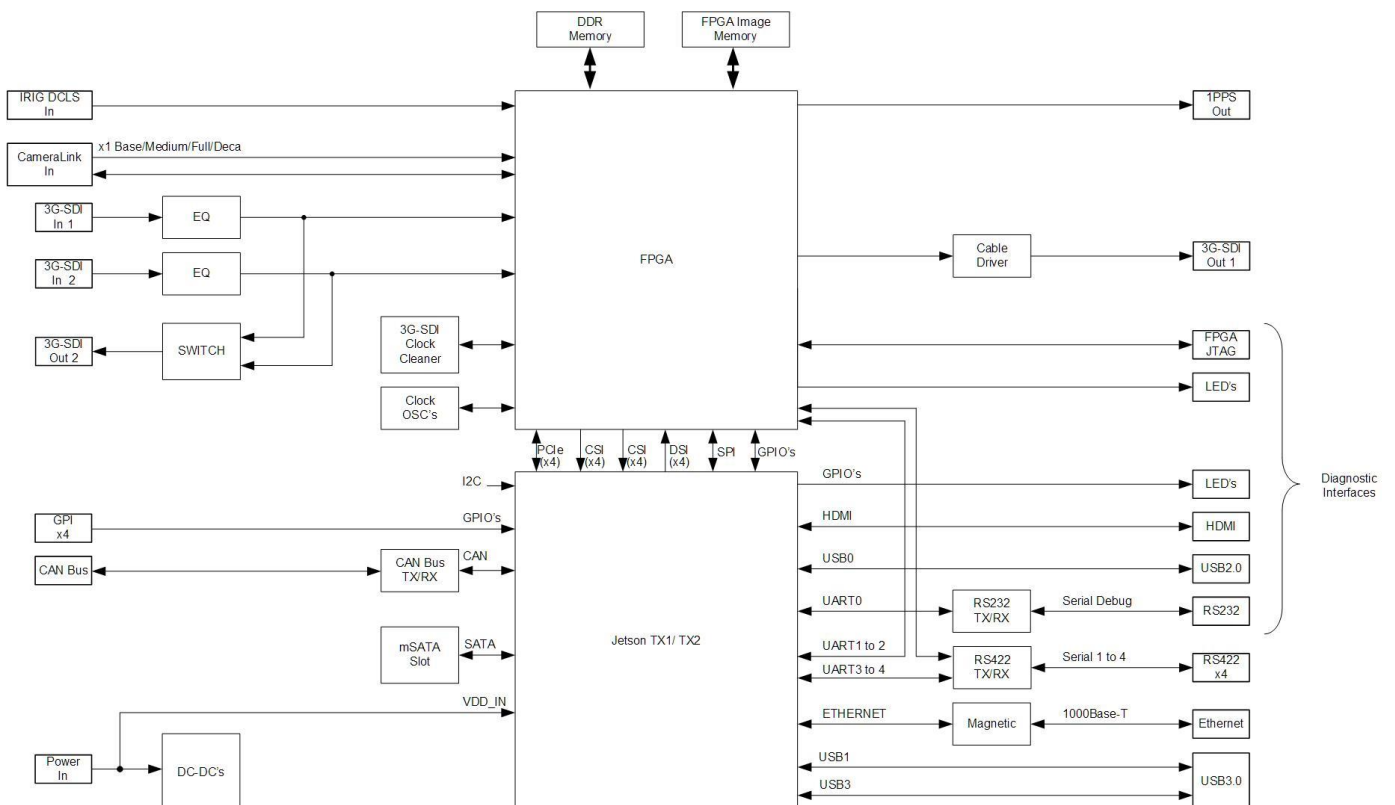 DDR
Memory
FPGA Image
Memory
IRIG DCLS
In
1PPS
Out
x1 Base/Medium/Full/Deca
CameraLink
In
3G-SDI
In 1
EQ
3G-SDI
In 2
EQ
FPGA
Cable
Driver
3G-SDI
Out 1
3G-SDI
Out 2
SWITCH
3G-SDI
Clock
Cleaner
FPGA
JTAG
Clock
OSC's
LED's
PCIe
(x4)
CSI
(x4)
CSI
(x4)
DSI
(x4)
SPI
GPIO's
I2C
GPIO's
LED's
Diagnostic
Interfaces
GPI
x4
GPIO's
HDMI
HDMI
CAN Bus
CAN Bus
TX/RX
CAN
USB0
USB2.0
UART0
RS232
TX/RX
Serial Debug
RS232
mSATA
Slot
SATA
Jetson TX1/ TX2
UART1 to 2
UART3 to 4
RS422
TX/RX
Serial 1 to 4
RS422
x4
VDD_IN
ETHERNET
Magnetic
1000Base-T
Ethernet
Power
In
DC-DC's
USB1
USB3
USB3.0